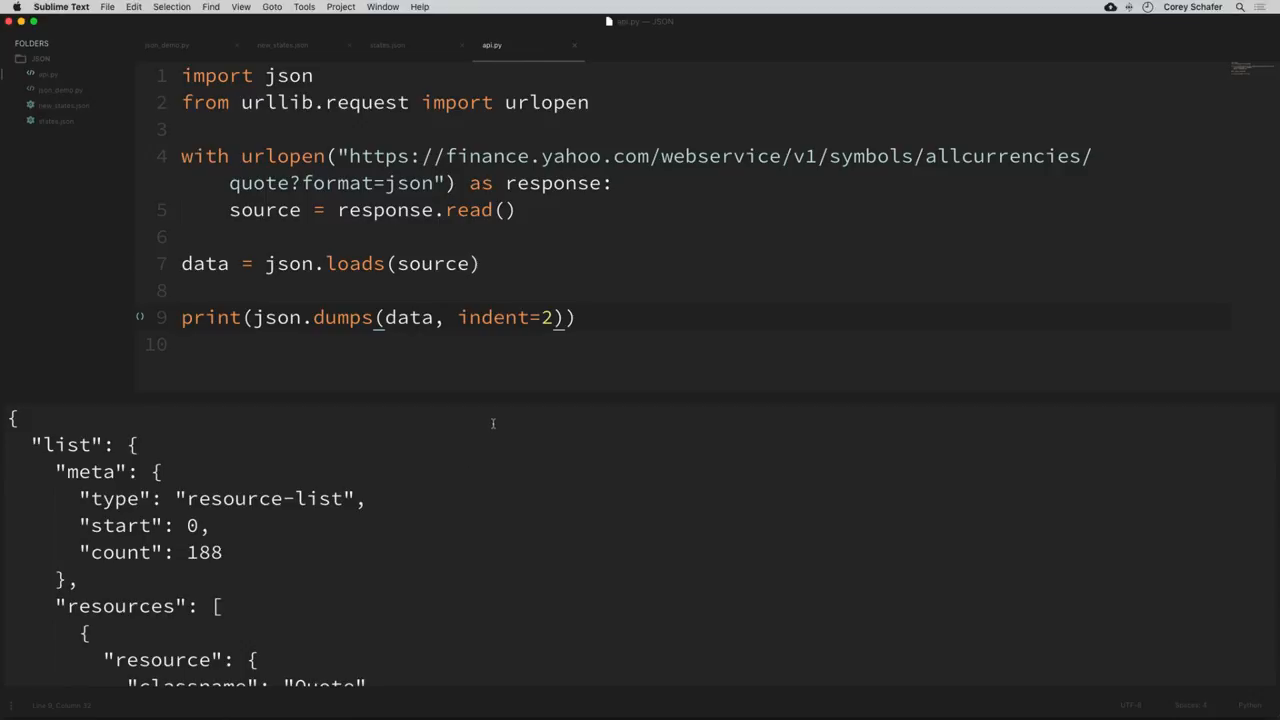 Sublime Text File Edit Selection Find View Goto Tools Project Window Help Corey Schafer
api.py — JSON
FOLDERS
JSON
api.py
json_demo.py
new_states.json
states.json
json_demo.py new_states.json states.json api.py
1 import json
2 from urllib.request import urlopen
3
4 with urlopen("https://finance.yahoo.com/webservice/v1/symbols/allcurrencies/
quote?format=json") as response:
5 source = response.read()
6
7 data = json.loads(source)
8
9 print(json.dumps(data, indent=2))
10
{
"list": {
"meta": {
"type": "resource-list",
"start": 0,
"count": 188
},
"resources": [
{
"resource": {
"classname": "Quote"
Line 9, Column 32 UTF-8 Spaces: 3 Python